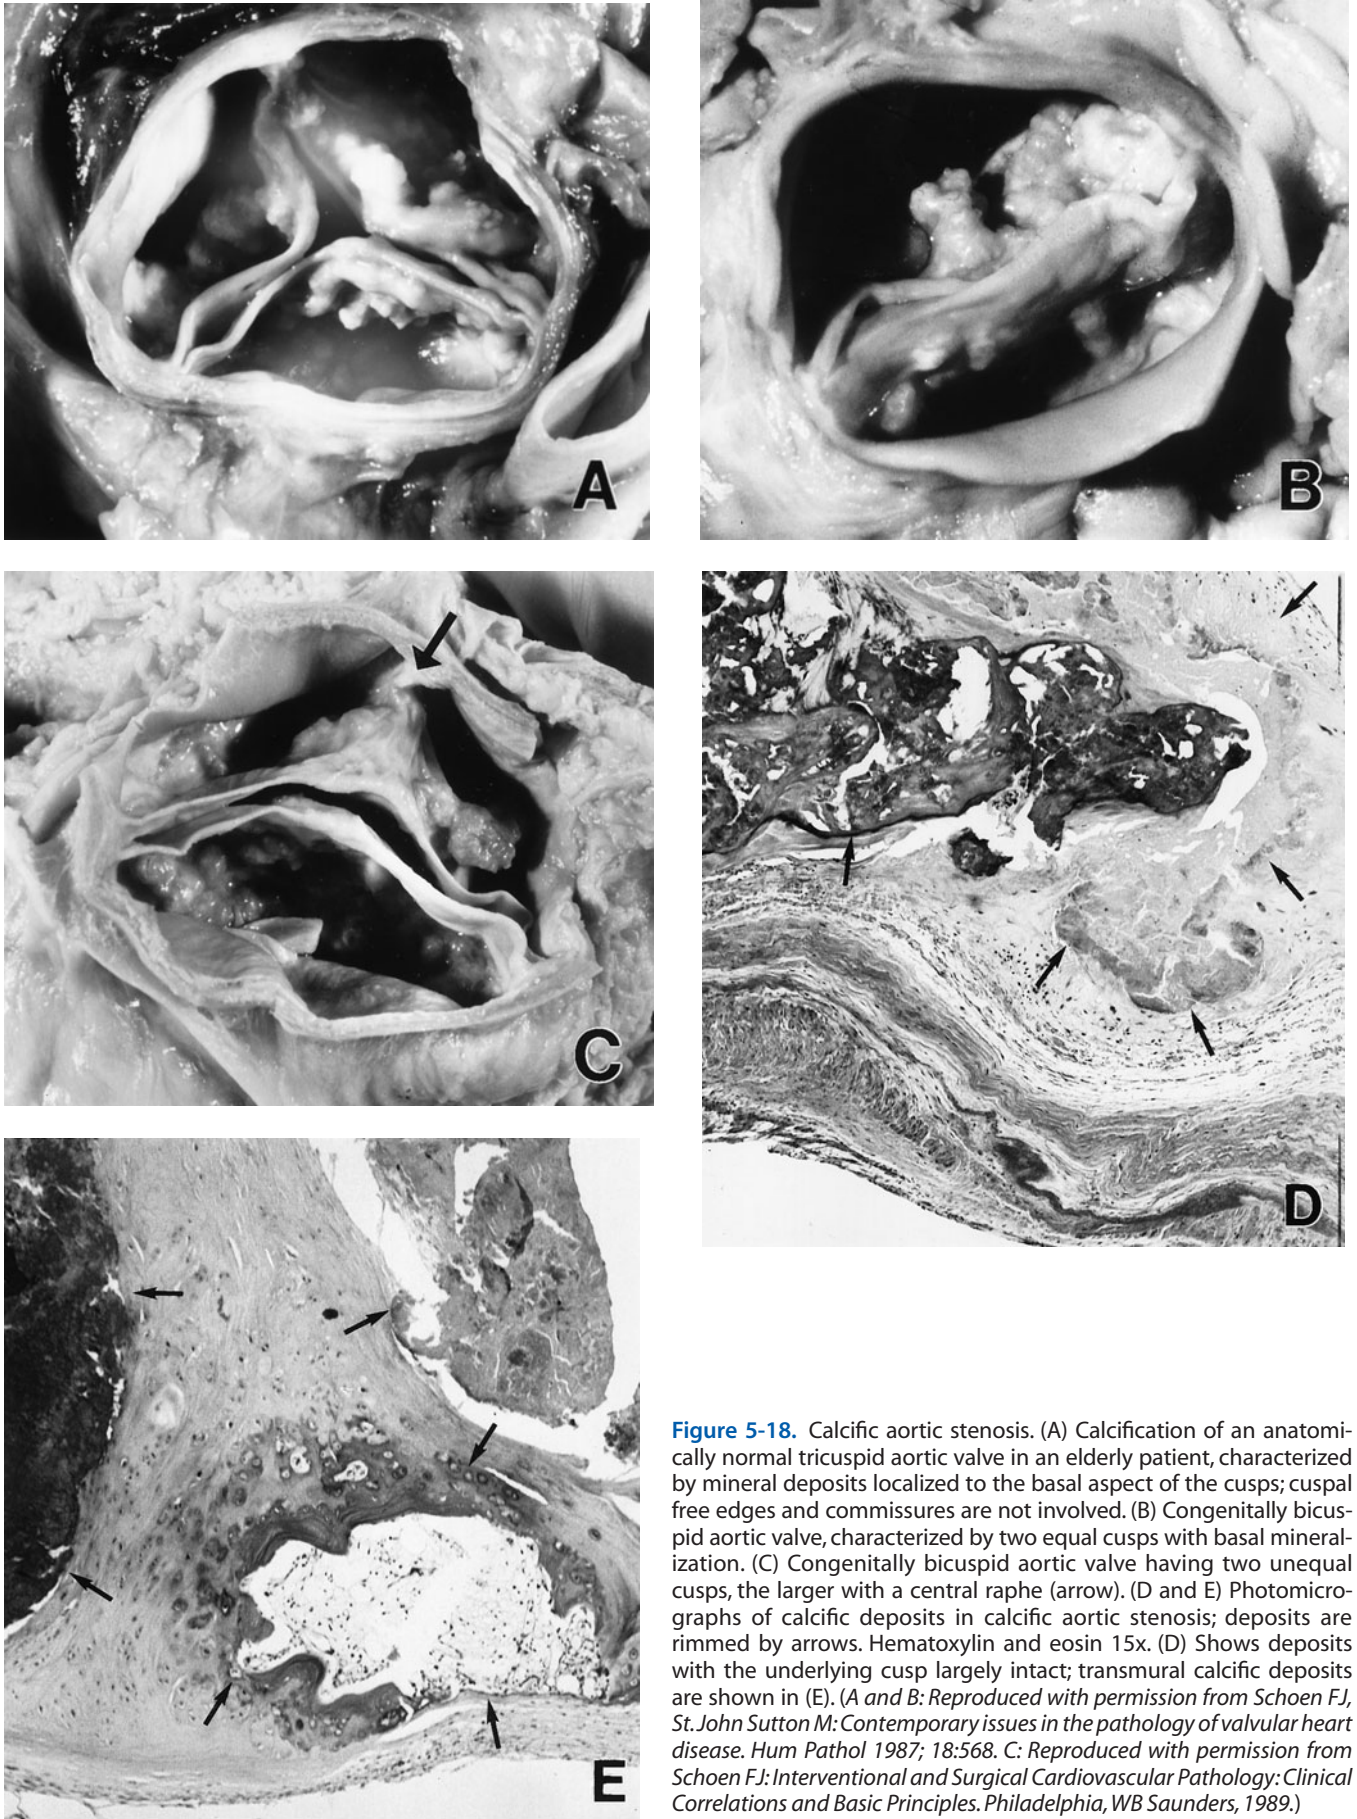 A
B
C
D
E
Figure 5-18. Calcific aortic stenosis. (A) Calcification of an anatomi-
cally normal tricuspid aortic valve in an elderly patient, characterized
by mineral deposits localized to the basal aspect of the cusps; cuspal
free edges and commissures are not involved. (B) Congenitally bicus-
pid aortic valve, characterized by two equal cusps with basal mineral-
ization. (C) Congenitally bicuspid aortic valve having two unequal
cusps, the larger with a central raphe (arrow). (D and E) Photomicro-
graphs of calcific deposits in calcific aortic stenosis; deposits are
rimmed by arrows. Hematoxylin and eosin 15x. (D) Shows deposits
with the underlying cusp largely intact; transmural calcific deposits
are shown in (E). (A and B: Reproduced with permission from Schoen FJ,
St. John Sutton M: Contemporary issues in the pathology of valvular heart
disease. Hum Pathol 1987; 18:568. C: Reproduced with permission from
Schoen FJ: Interventional and Surgical Cardiovascular Pathology: Clinical
Correlations and Basic Principles. Philadelphia, WB Saunders, 1989.)